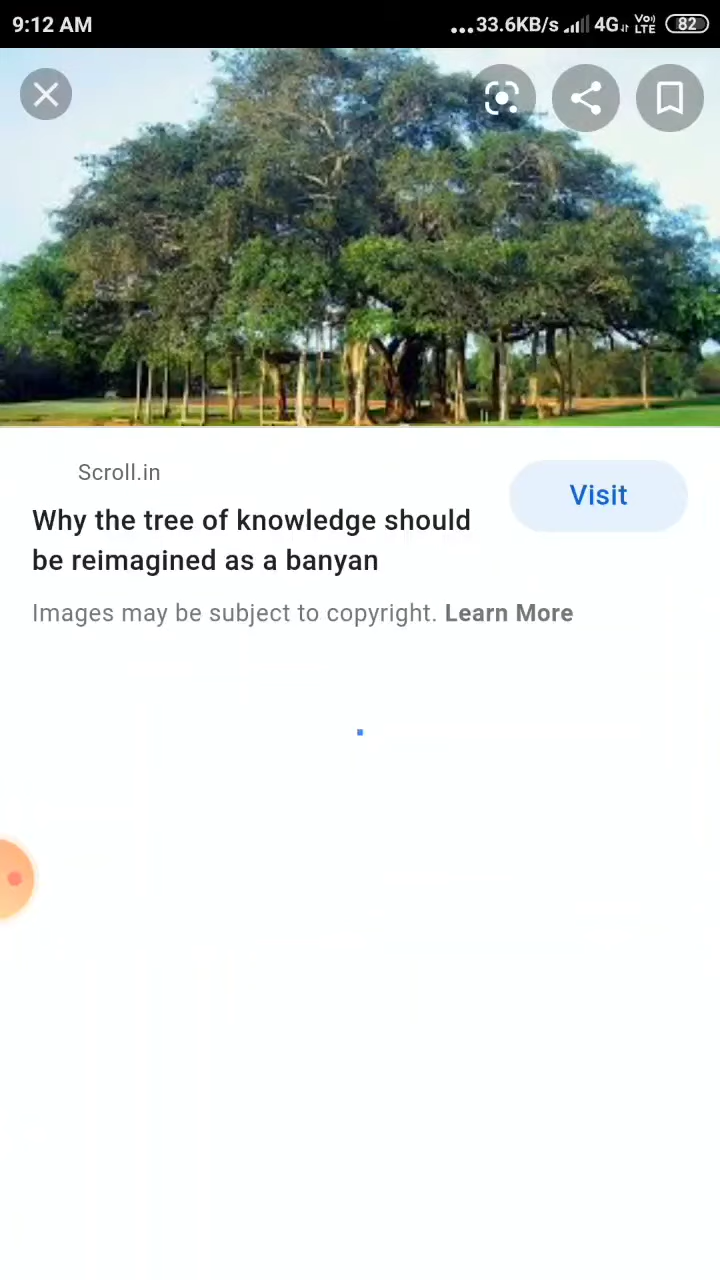 9:12 AM ...33.6KB/s 4G Vo) LTE 82
Scroll.in
Visit
Why the tree of knowledge should
be reimagined as a banyan
Images may be subject to copyright. Learn More